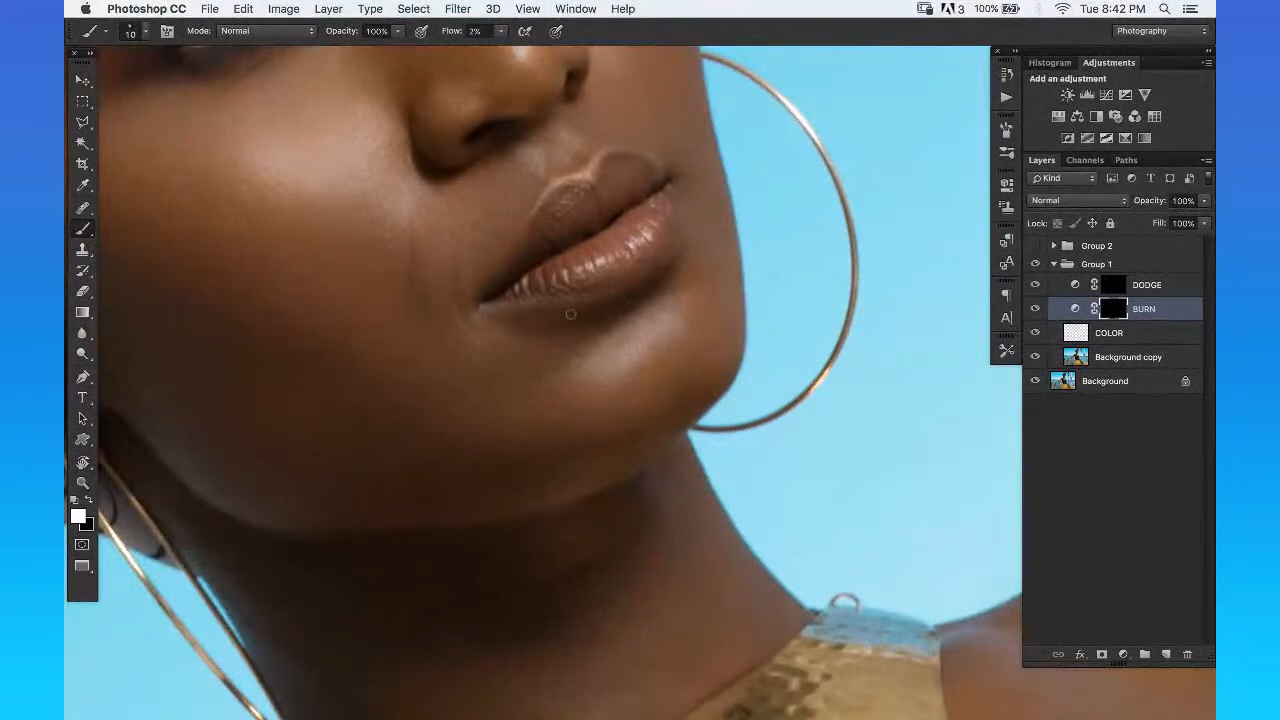 Photoshop CC File Edit Image Layer Type Select Filter 3D View Window Help 3 100% Tue 8:42 PM
10 Mode: Normal Opacity: 100% Flow: 2% Photography
Histogram Adjustments
Add an adjustment
Layers Channels Paths
Kind
Normal Opacity: 100%
Lock: Fill: 100%
Group 2
Group 1
DODGE
BURN
COLOR
Background copy
Background